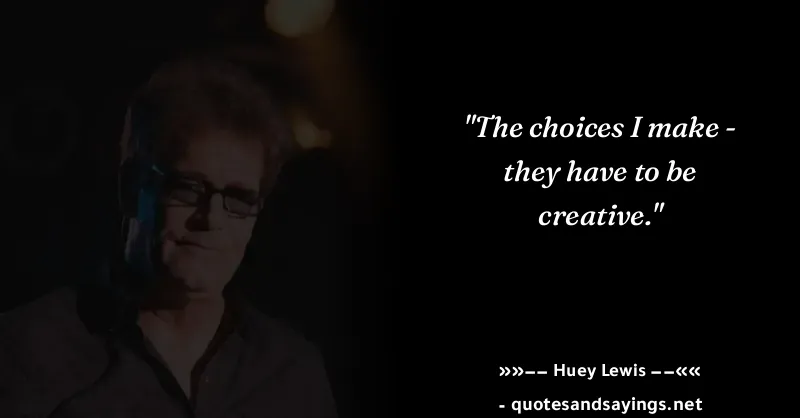 "The choices I make -
they have to be
creative."
»»–– Huey Lewis ––««
- quotesandsayings.net